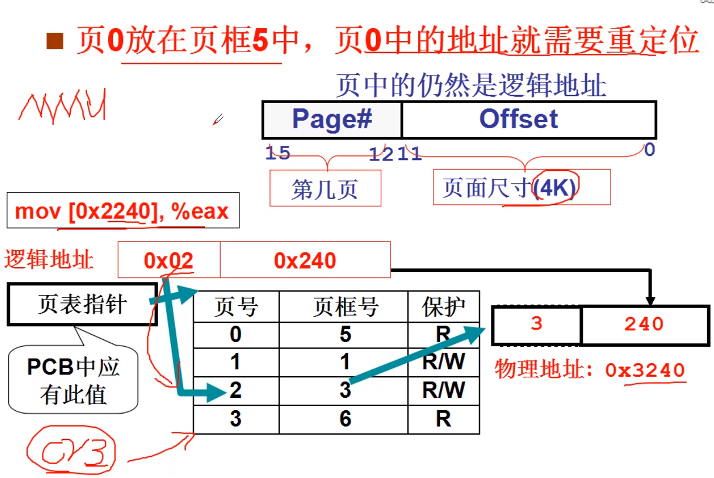 ■ 页0放在页框5中，页0中的地址就需要重定位
MMU
页中的仍然是逻辑地址
Page# Offset
15 12 11 0
第几页 页面尺寸(4K)
mov [0x2240], %eax
逻辑地址 0x02 0x240
页表指针
页号 页框号 保护
0 5 R
1 1 R/W
2 3 R/W
3 6 R
3 240
物理地址：0x3240
PCB中应
有此值
CR3